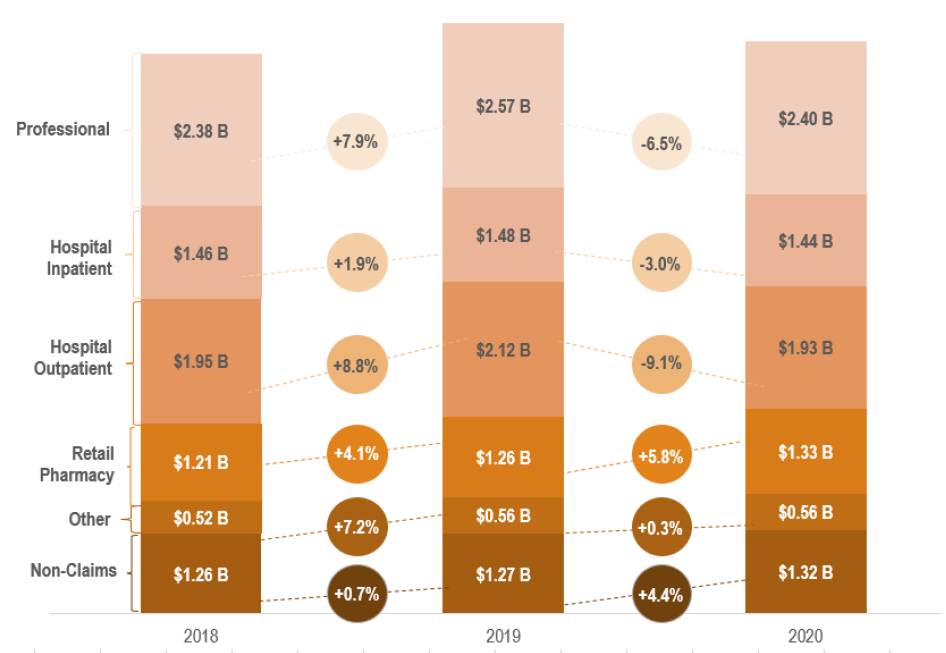 Professional
$2.38 B
+7.9%
$2.57 B
-6.5%
$2.40 B
Hospital
Inpatient
$1.46 B
+1.9%
$1.48 B
-3.0%
$1.44 B
Hospital
Outpatient
$1.95 B
+8.8%
$2.12 B
-9.1%
$1.93 B
Retail
Pharmacy
$1.21 B
+4.1%
$1.26 B
+5.8%
$1.33 B
Other
$0.52 B
+7.2%
$0.56 B
+0.3%
$0.56 B
Non-Claims
$1.26 B
+0.7%
$1.27 B
+4.4%
$1.32 B
2018
2019
2020